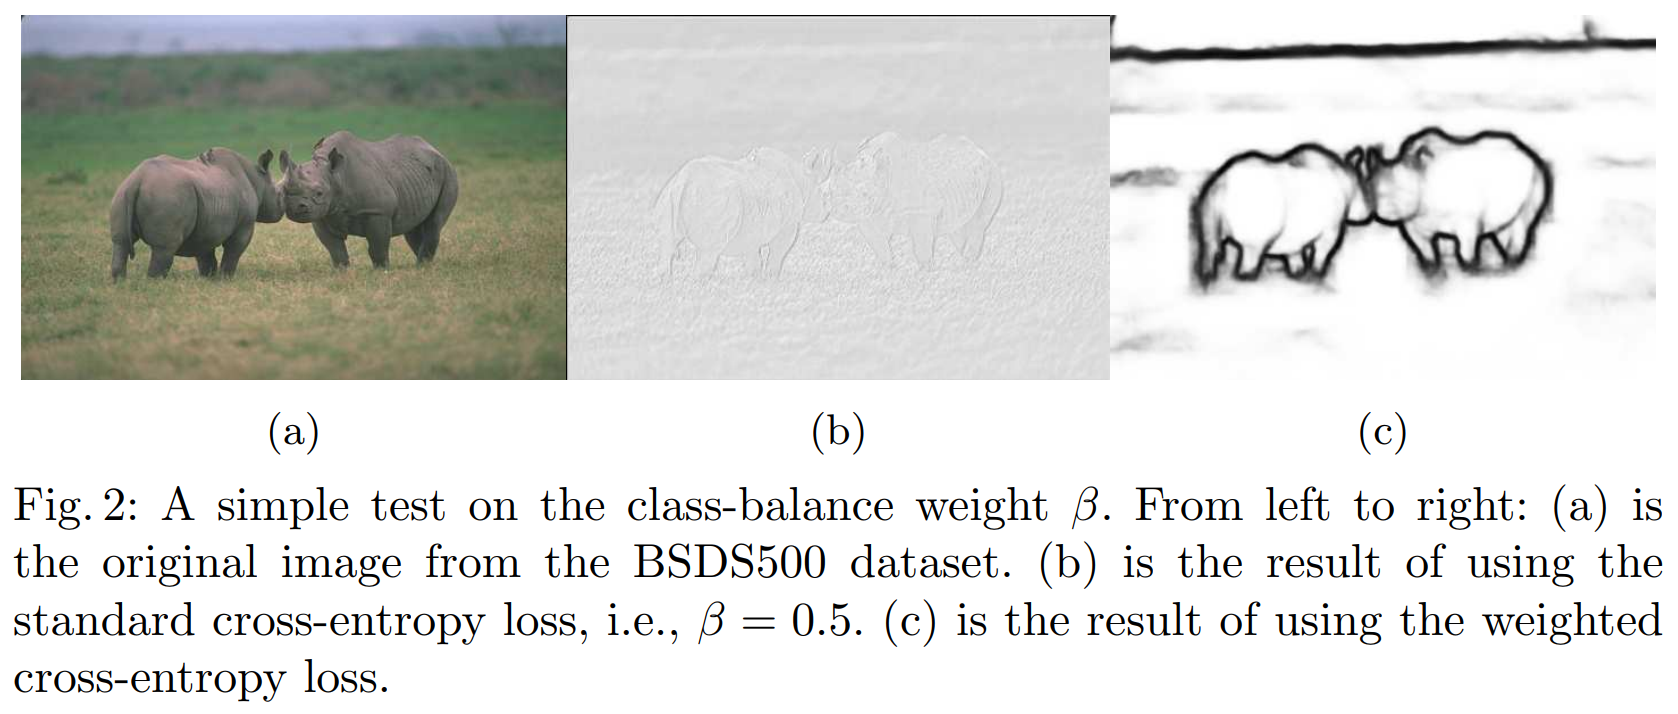 (a) (b) (c)
Fig. 2: A simple test on the class-balance weight β. From left to right: (a) is
the original image from the BSDS500 dataset. (b) is the result of using the
standard cross-entropy loss, i.e., β = 0.5. (c) is the result of using the weighted
cross-entropy loss.